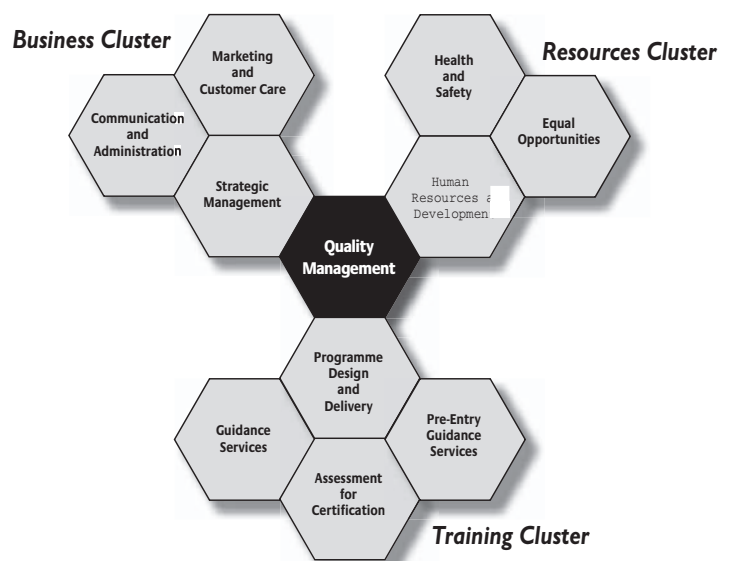 Business Cluster
Marketing
and
Customer Care
Communication
and
Administration
Strategic
Management
Resources Cluster
Health
and
Safety
Equal
Opportunities
Human
Resources
Quality
Management
Programme
Design
and
Delivery
Guidance
Services
Pre-Entry
Guidance
Services
Assessment
for
Certification
Training Cluster